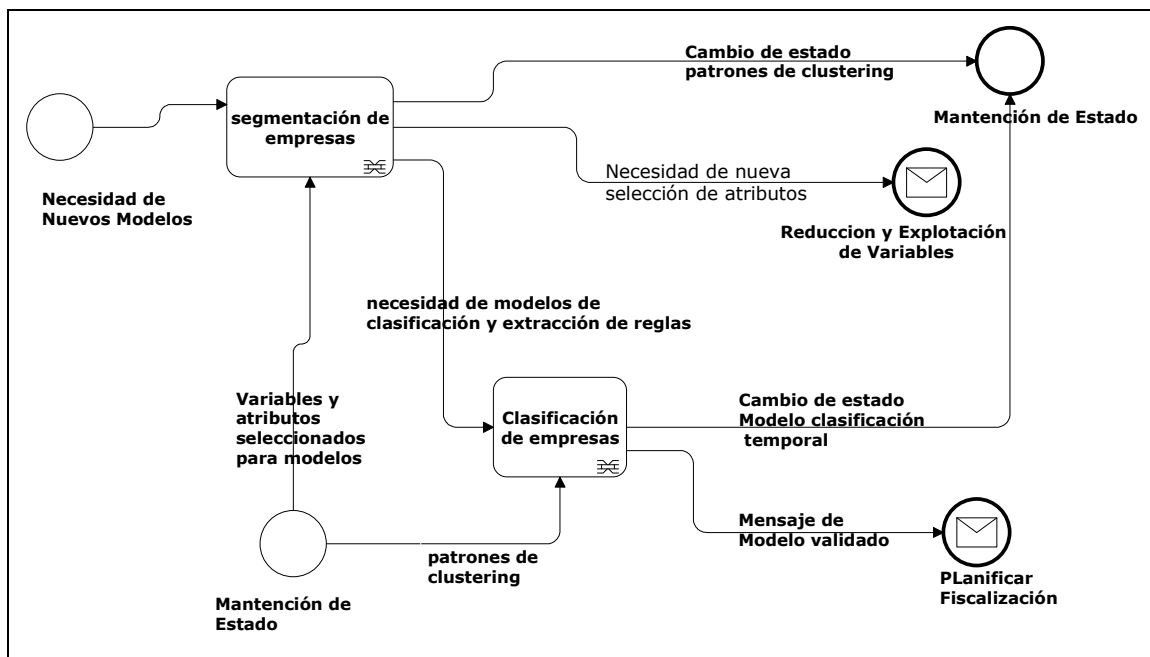 Cambio de estado
patrones de clustering
segmentación de
empresas
Mantención de Estado
Necesidad de nueva
selección de atributos
Necesidad de
Nuevos Modelos
Reduccion y Explotación
de Variables
necesidad de modelos de
clasificación y extracción de reglas
Variables y
atributos
seleccionados
para modelos
Clasificación
de empresas
Cambio de estado
Modelo clasificación
temporal
Mensaje de
Modelo validado
patrones de
clustering
PLanificar
Fiscalización
Mantención de
Estado